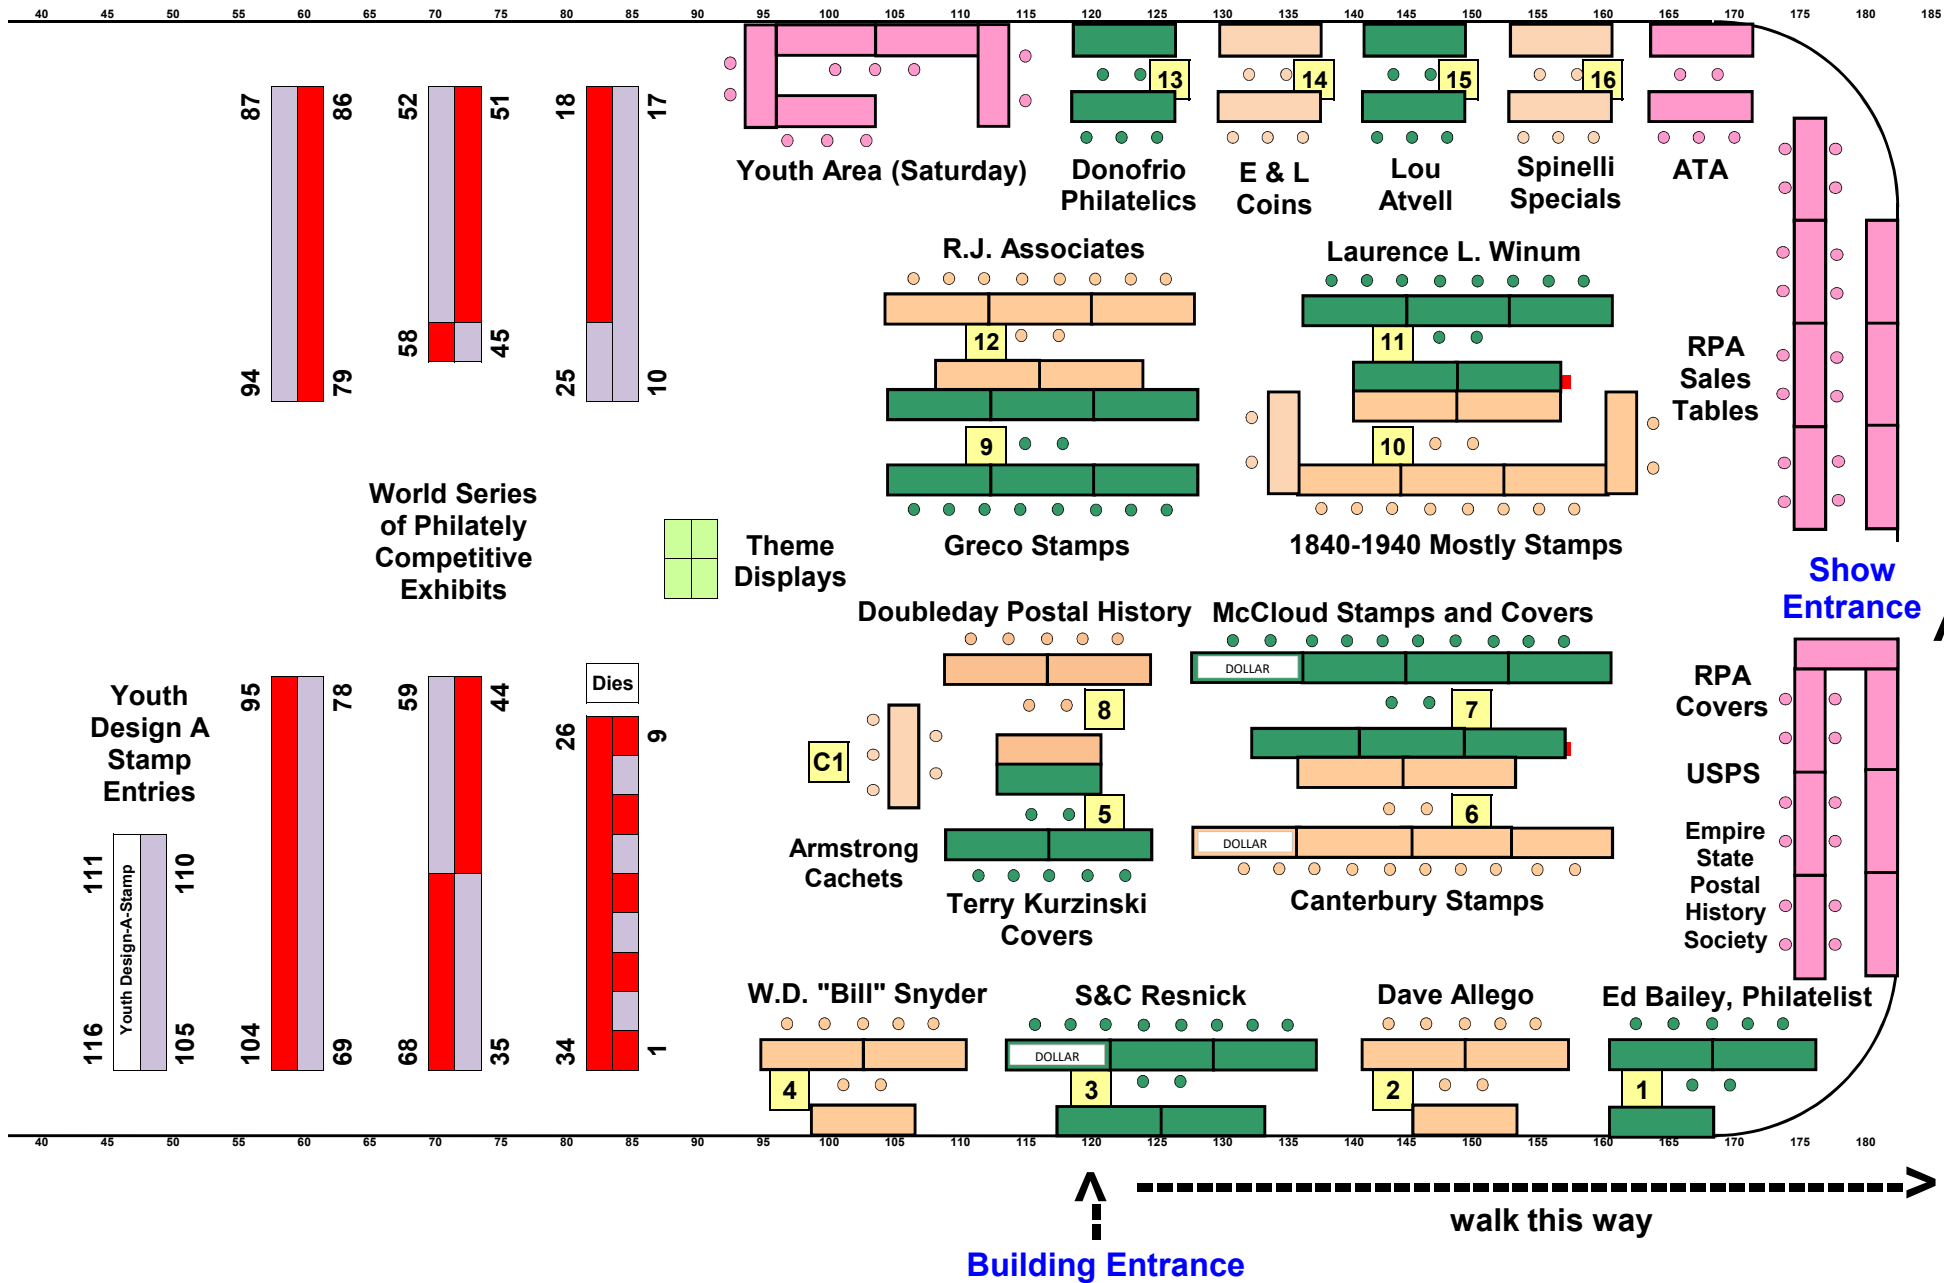 40 45 50 55 60 65 70 75 80 85 90 95 100 105 110 115 120 125 130 135 140 145 150 155 160 165 170 175 180 185
13
14
15
16
87
86
52
51
18
17
Youth Area (Saturday)
Donofrio
Philatelics
E & L
Coins
Lou
Atvell
Spinelli
Specials
ATA
R.J. Associates
Laurence L. Winum
12
11
58
45
94
79
25
10
RPA
Sales
Tables
9
10
World Series
of Philately
Competitive
Exhibits
Theme
Displays
Greco Stamps
1840-1940 Mostly Stamps
Show
Entrance
Doubleday Postal History
McCloud Stamps and Covers
DOLLAR
Dies
Youth
Design A
Stamp
Entries
95
78
59
44
26
9
8
7
RPA
Covers
C1
USPS
5
6
DOLLAR
Armstrong
Cachets
Terry Kurzinski
Covers
Canterbury Stamps
Empire
State
Postal
History
Society
111
110
Youth Design-A-Stamp
116
105
104
69
68
35
34
1
W.D. "Bill" Snyder
S&C Resnick
Dave Allego
Ed Bailey, Philatelist
DOLLAR
4
3
2
1
40 45 50 55 60 65 70 75 80 85 90 95 100 105 110 115 120 125 130 135 140 145 150 155 160 165 170 175 180
walk this way
Building Entrance